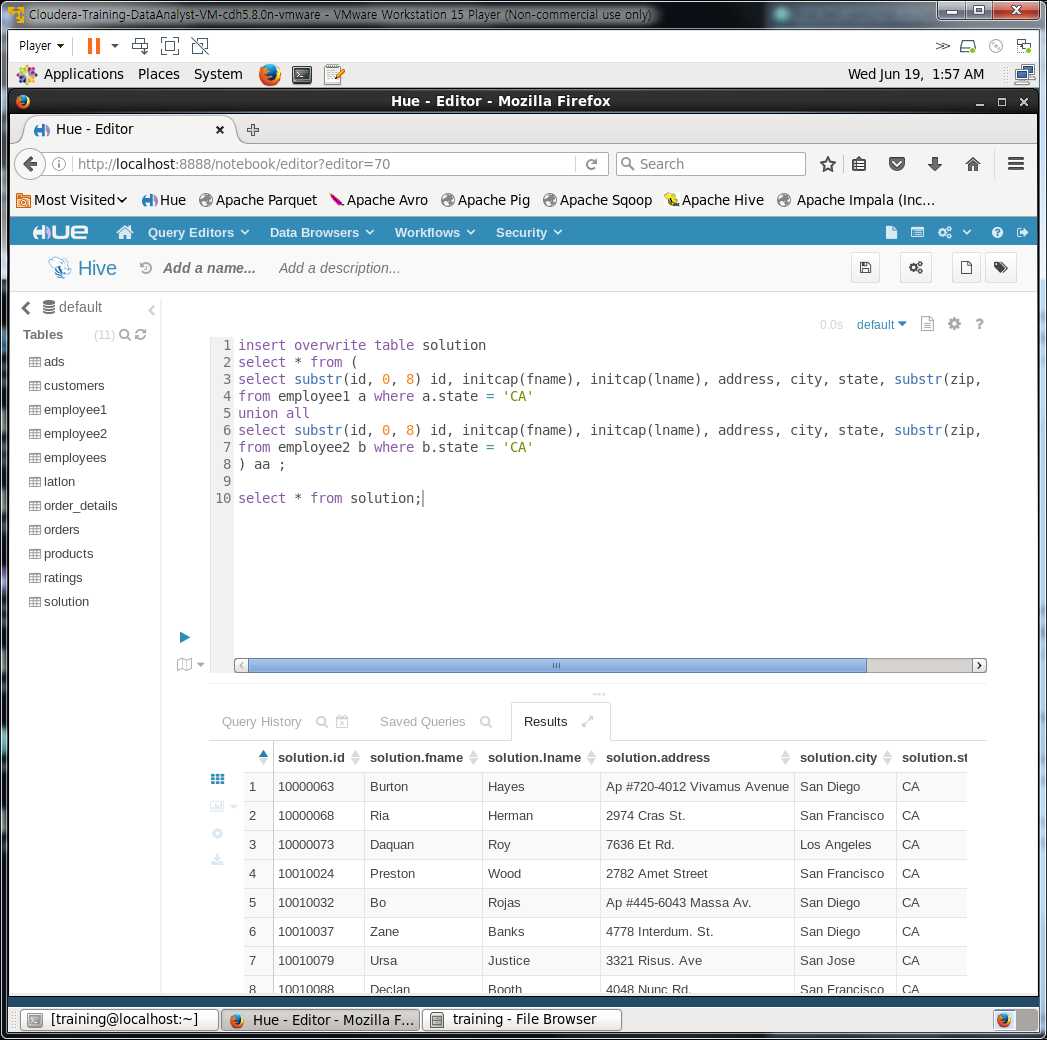 Cloudera-Training-DataAnalyst-VM-cdh5.8.0n-vmware - VMware Workstation 15 Player (Non-commercial use only)
Player
Applications Places System Wed Jun 19, 1:57 AM
Hue - Editor - Mozilla Firefox
Hue - Editor
http://localhost:8888/notebook/editor?editor=70 Search
Most Visited Hue Apache Parquet Apache Avro Apache Pig Apache Sqoop Apache Hive Apache Impala (Inc...
HUE Query Editors Data Browsers Workflows Security
Hive Add a name... Add a description...
default
Tables (11)
ads
customers
employee1
employee2
employees
latlon
order_details
orders
products
ratings
solution
0.0s default ?
1 insert overwrite table solution
2 select * from (
3 select substr(id, 0, 8) id, initcap(fname), initcap(lname), address, city, state, substr(zip,
4 from employee1 a where a.state = 'CA'
5 union all
6 select substr(id, 0, 8) id, initcap(fname), initcap(lname), address, city, state, substr(zip,
7 from employee2 b where b.state = 'CA'
8 ) aa ;
9
10 select * from solution;
Query History Saved Queries Results
solution.id solution.fname solution.lname solution.address solution.city solution.st
1 10000063 Burton Hayes Ap #720-4012 Vivamus Avenue San Diego CA
2 10000068 Ria Herman 2974 Cras St. San Francisco CA
3 10000073 Daquan Roy 7636 Et Rd. Los Angeles CA
4 10010024 Preston Wood 2782 Amet Street San Francisco CA
5 10010032 Bo Rojas Ap #445-6043 Massa Av. San Diego CA
6 10010037 Zane Banks 4778 Interdum. St. San Diego CA
7 10010079 Ursa Justice 3321 Risus. Ave San Jose CA
8 10010088 Declan Booth 4048 Nunc Rd. San Francisco CA
[training@localhost:~] Hue - Editor - Mozilla F... training - File Browser